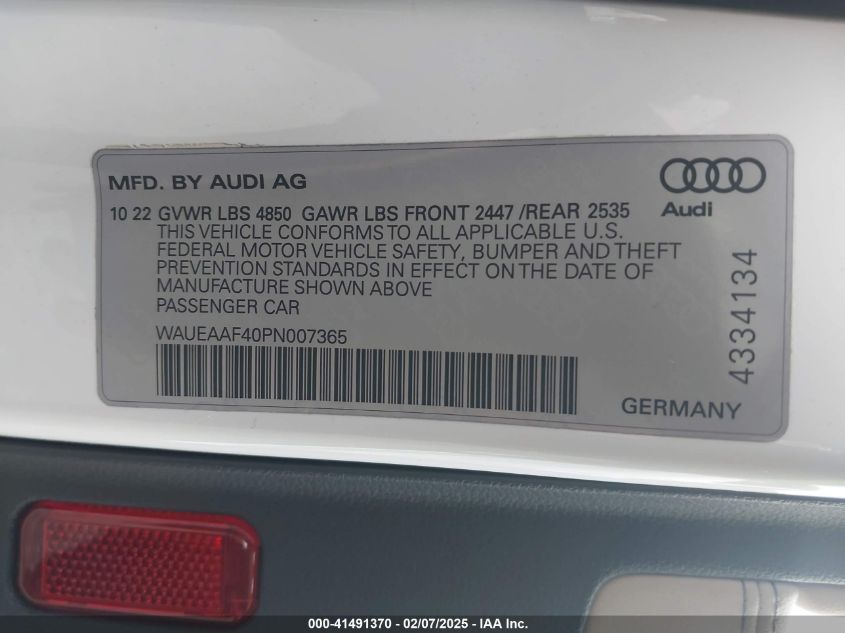 MFD. BY AUDI AG
Audi
10 22 GVWR LBS 4850 GAWR LBS FRONT 2447 /REAR 2535
THIS VEHICLE CONFORMS TO ALL APPLICABLE U.S.
FEDERAL MOTOR VEHICLE SAFETY, BUMPER AND THEFT
PREVENTION STANDARDS IN EFFECT ON THE DATE OF
MANUFACTURE SHOWN ABOVE
PASSENGER CAR
WAUEAAF40PN007365
4334134
GERMANY
000-41491370 - 02/07/2025 - IAA Inc.